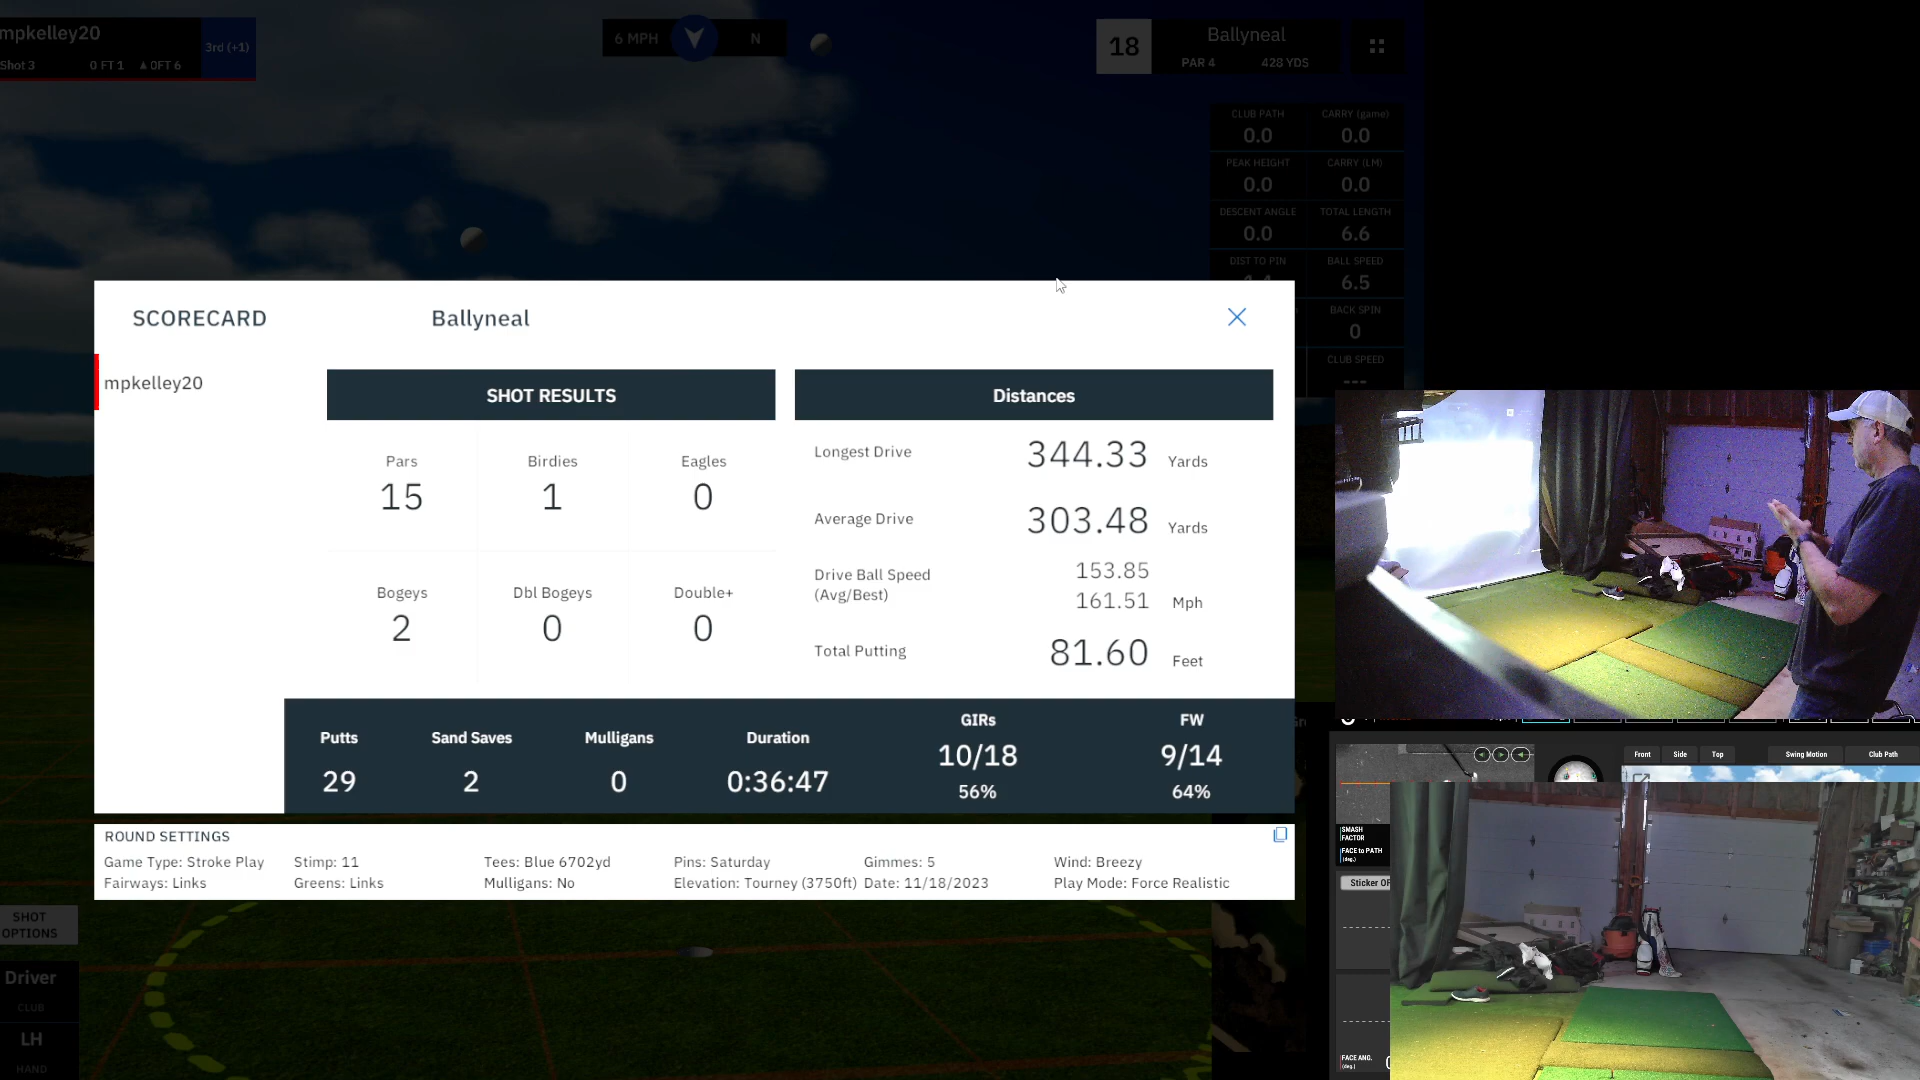 mpkelley20
3rd (+1)
Shot 3
0 FT 1
▲ 0FT 6
6 MPH
N
18
Ballyneal
PAR 4
428 YDS
CLUB PATH
0.0
CARRY (game)
0.0
PEAK HEIGHT
0.0
CARRY (LM)
0.0
DESCENT ANGLE
0.0
TOTAL LENGTH
6.6
DIST TO PIN
BALL SPEED
6.5
BACK SPIN
0
CLUB SPEED
---
SCORECARD
Ballyneal
mpkelley20
SHOT RESULTS
Pars
15
Birdies
1
Eagles
0
Bogeys
2
Dbl Bogeys
0
Double+
0
Distances
Longest Drive
344.33 Yards
Average Drive
303.48 Yards
Drive Ball Speed
(Avg/Best)
153.85
161.51 Mph
Total Putting
81.60 Feet
Putts
29
Sand Saves
2
Mulligans
0
Duration
0:36:47
GIRs
10/18
56%
FW
9/14
64%
ROUND SETTINGS
Game Type: Stroke Play
Stimp: 11
Tees: Blue 6702yd
Pins: Saturday
Gimmes: 5
Wind: Breezy
Fairways: Links
Greens: Links
Mulligans: No
Elevation: Tourney (3750ft)
Date: 11/18/2023
Play Mode: Force Realistic
SHOT
OPTIONS
Driver
CLUB
LH
HAND
Front
Side
Top
Swing Motion
Club Path
SMASH
FACTOR
FACE to PATH
(deg.)
Sticker OF
FACE ANG.
(deg.)